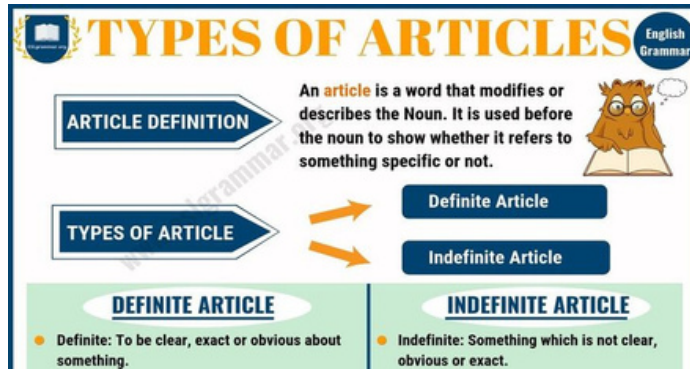 TYPES OF ARTICLES
English
Grammar
ARTICLE DEFINITION
An article is a word that modifies or
describes the Noun. It is used before
the noun to show whether it refers to
something specific or not.
TYPES OF ARTICLE
Definite Article
Indefinite Article
DEFINITE ARTICLE
Definite: To be clear, exact or obvious about
something.
INDEFINITE ARTICLE
Indefinite: Something which is not clear,
obvious or exact.